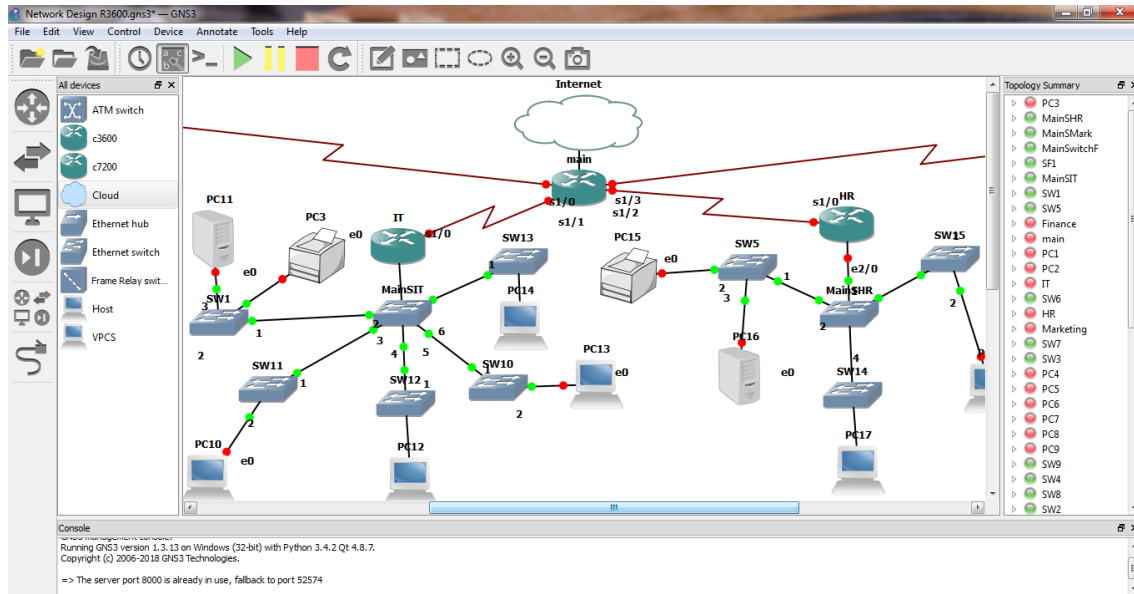 Network Design R3600.gns3* — GNS3
File Edit View Control Device Annotate Tools Help
All devices
ATM switch
c3600
c7200
Cloud
Ethernet hub
Ethernet switch
Frame Relay swit...
Host
VPCS
Internet
main
s1/0
s1/3
s1/2
s1/1
PC11
PC3
e0
IT
s1/0
SW13
1
PC15
e0
SW5
1
s1/0
HR
SW15
e2/0
e0
SW1
3
1
2
MainSIT
2
3
4
5
6
PC14
2
3
MainSHR
2
4
2
SW11
1
2
SW12
1
SW10
1
2
PC13
e0
PC16
e0
SW14
PC10
e0
PC12
PC17
Topology Summary
PC3
MainSHR
MainSMark
MainSwitchF
SF1
MainSIT
SW1
SW5
Finance
main
PC1
PC2
IT
SW6
HR
Marketing
SW7
SW3
PC4
PC5
PC6
PC7
PC8
PC9
SW9
SW4
SW8
SW2
Console
GNS3 management console.
Running GNS3 version 1.3.13 on Windows (32-bit) with Python 3.4.2 Qt 4.8.7.
Copyright (c) 2006-2018 GNS3 Technologies.
=> The server port 8000 is already in use, fallback to port 52574